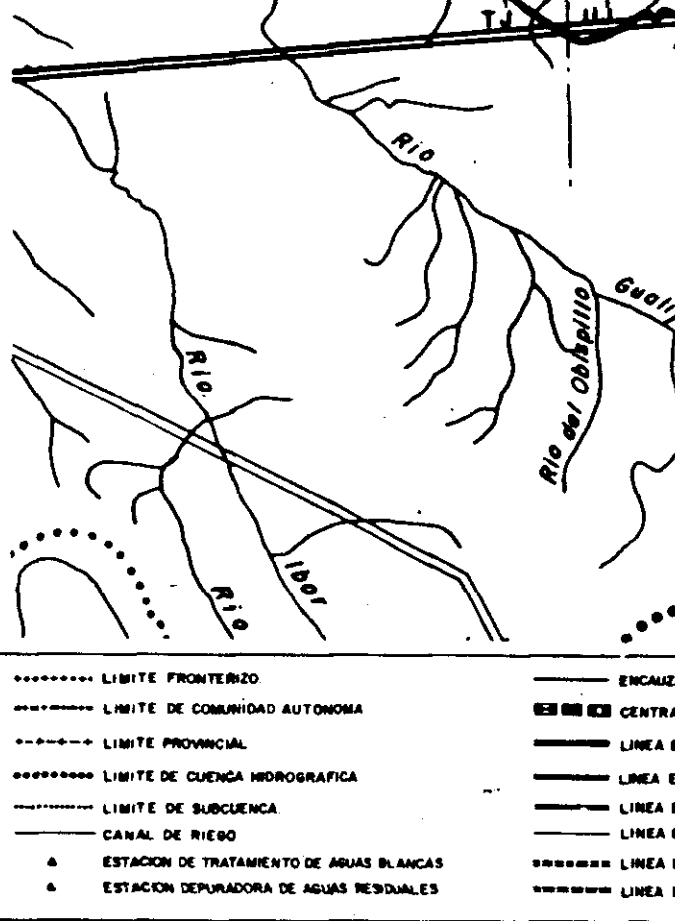 Rio
Guali
Rio del Obispillo
Rio
Ibor
Rio
LIMITE FRONTERIZO
LIMITE DE COMUNIDAD AUTONOMA
LIMITE PROVINCIAL
LIMITE DE CUENCA HIDROGRAFICA
LIMITE DE SUBCUENCA
CANAL DE RIEGO
ESTACION DE TRATAMIENTO DE AGUAS BLANCAS
ESTACION DEPURADORA DE AGUAS RESIDUALES
ENCAUZ
CENTRA
LINEA E
LINEA E
LINEA E
LINEA
LINEA
LINEA